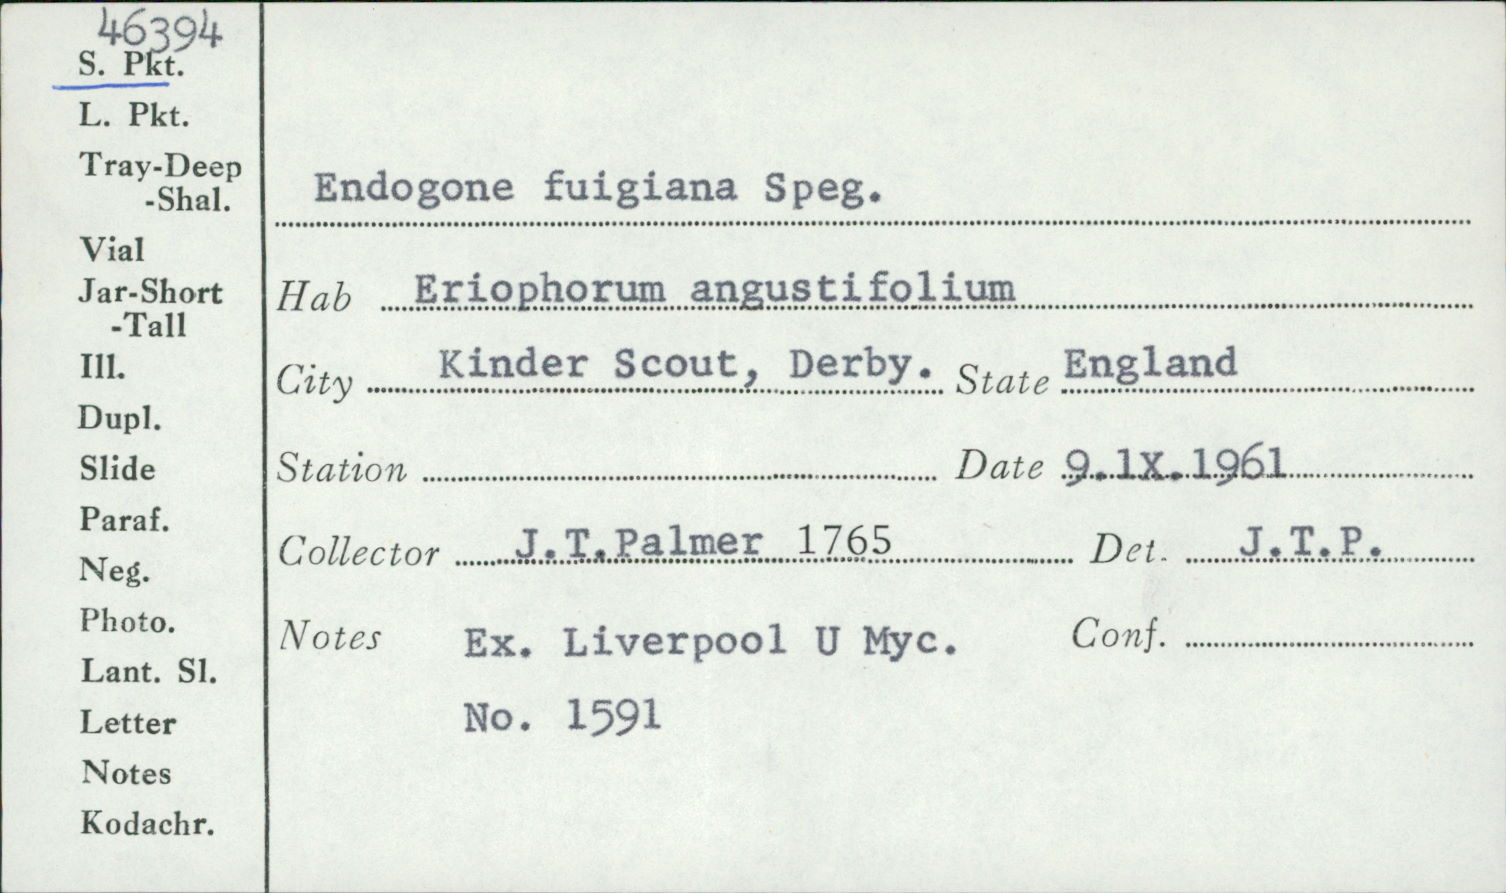 46394
S. Pkt.
L. Pkt.
Tray-Deep
-Shal.
Vial
Jar-Short
-Tall
Ill.
Dupl.
Slide
Paraf.
Neg.
Photo.
Lant. Sl.
Letter
Notes
Kodachr.
Endogone fuigiana Speg.
Hab Eriophorum angustifolium
City Kinder Scout, Derby. State England
Station Date 9.1X.1961
Collector J.T.Palmer 1765 Det. J.T.P.
Notes Ex. Liverpool U Myc. Conf.
No. 1591